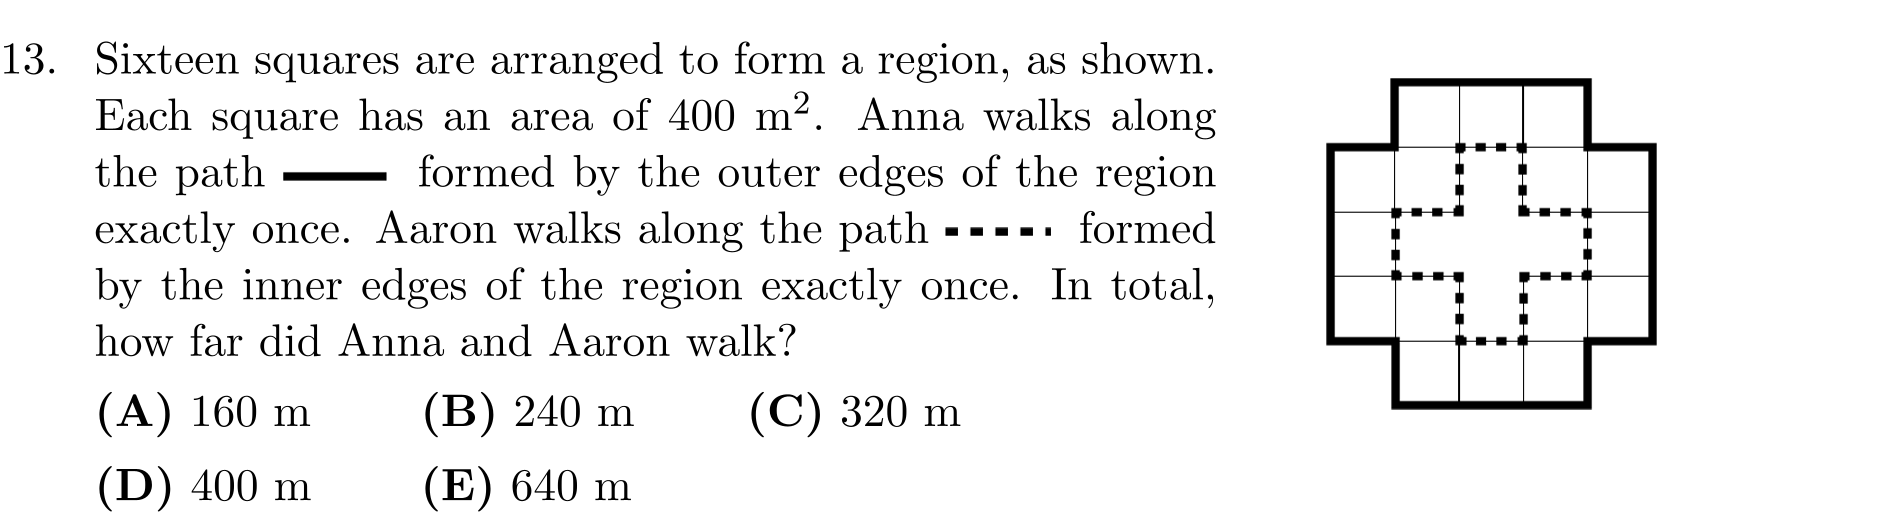 13. Sixteen squares are arranged to form a region, as shown.
Each square has an area of 400 m². Anna walks along
the path formed by the outer edges of the region
exactly once. Aaron walks along the path formed
by the inner edges of the region exactly once. In total,
how far did Anna and Aaron walk?
(A) 160 m (B) 240 m (C) 320 m
(D) 400 m (E) 640 m